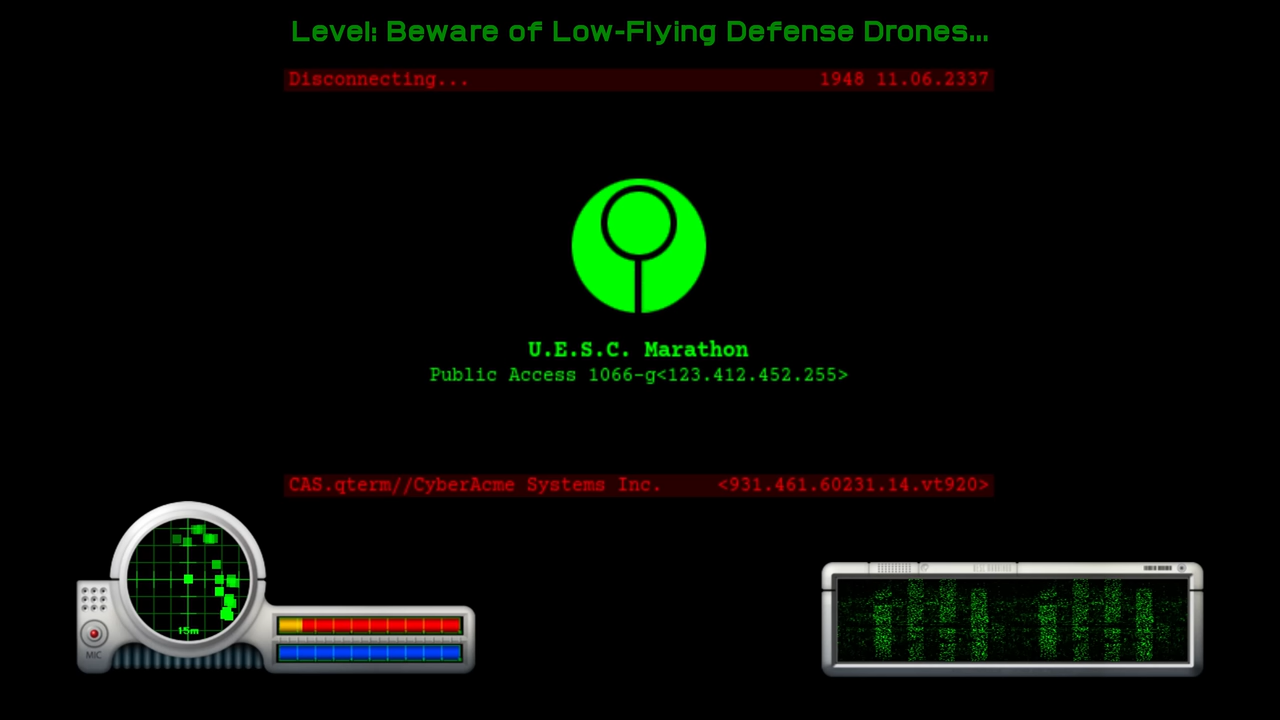 Level: Beware of Low-Flying Defense Drones...
Disconnecting... 1948 11.06.2337
U.E.S.C. Marathon
Public Access 1066-g<123.412.452.255>
CAS.qterm//CyberAcme Systems Inc. <931.461.60231.14.vt920>
15m
MIC